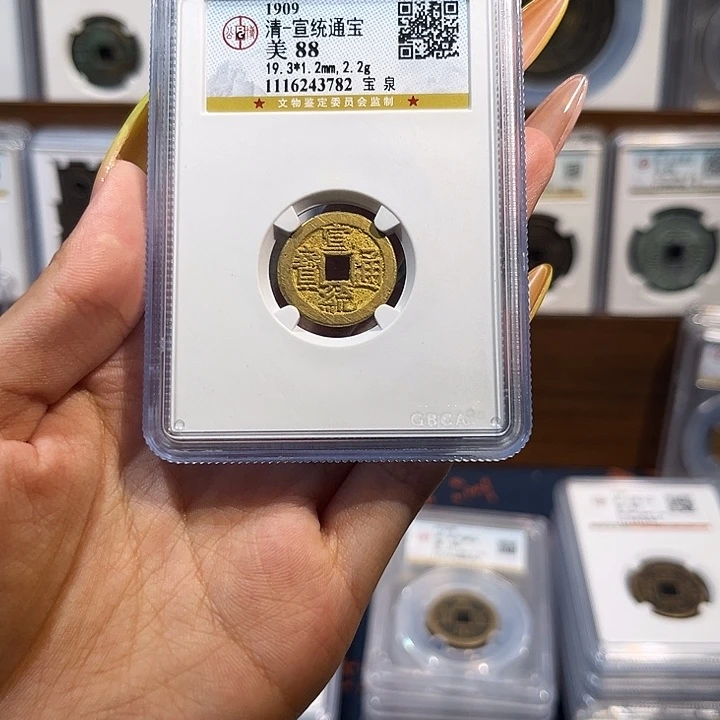 1909
清-宣统通宝
美 88
19.3*1.2mm,2.2g
1116243782 宝 泉
★ 文物鉴定委员会监制 ★
宣
寶 通
統
GBCA